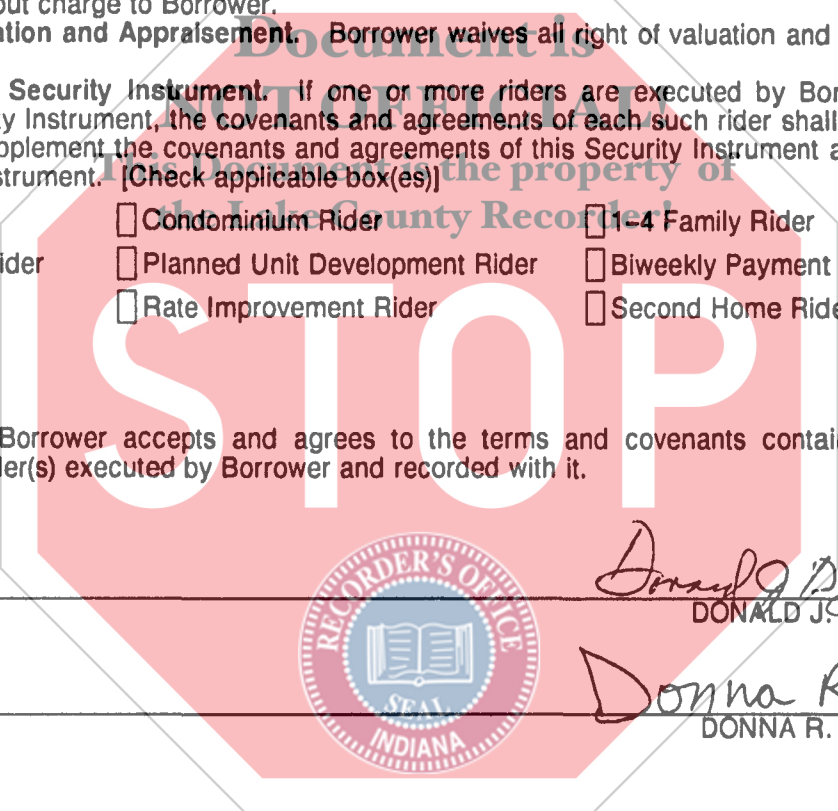 out charge to Borrower.
ation and Appraisement. Borrower waives all right of valuation and
Document is
Security Instrument. If one or more riders are executed by Bor
NOT OFFICIAL!
y Instrument, the covenants and agreements of each such rider shall
pplement the covenants and agreements of this Security Instrument a
This Document is the property of
strument. [Check applicable box(es)]
the Lake County Recorder!
Condominium Rider 1-4 Family Rider
ider Planned Unit Development Rider Biweekly Payment
Rate Improvement Rider Second Home Ride
STOP
Borrower accepts and agrees to the terms and covenants contai
er(s) executed by Borrower and recorded with it.
RECORDER'S OFFICE
SEAL
INDIANA
Donald J
DONALD J.
Donna R
DONNA R.